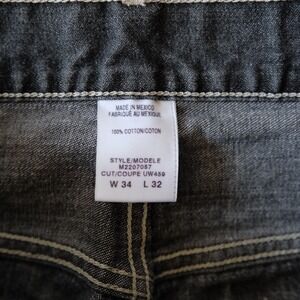 MADE IN MEXICO
FABRIQUÉ AU MEXIQUE
100% COTTON/COTON
STYLE/MODELE
M2207057
CUT/COUPE UW459
W 34 L 32